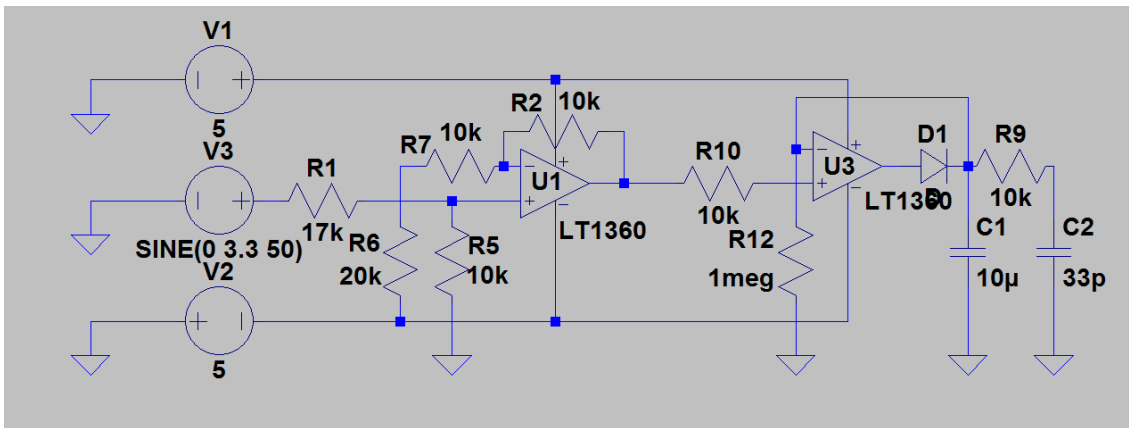 V1
5
V3
SINE(0 3.3 50)
V2
5
R1
17k
R7
10k
R6
20k
R2
10k
U1
LT1360
R5
10k
R10
10k
R12
1meg
U3
LT1360
D1
D
R9
10k
C1
10µ
C2
33p